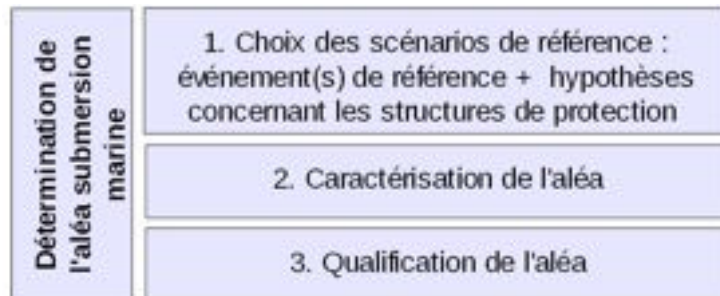 Détermination de
l'aléa submersion
marine
1. Choix des scénarios de référence :
événement(s) de référence + hypothèses
concernant les structures de protection
2. Caractérisation de l'aléa
3. Qualification de l'aléa